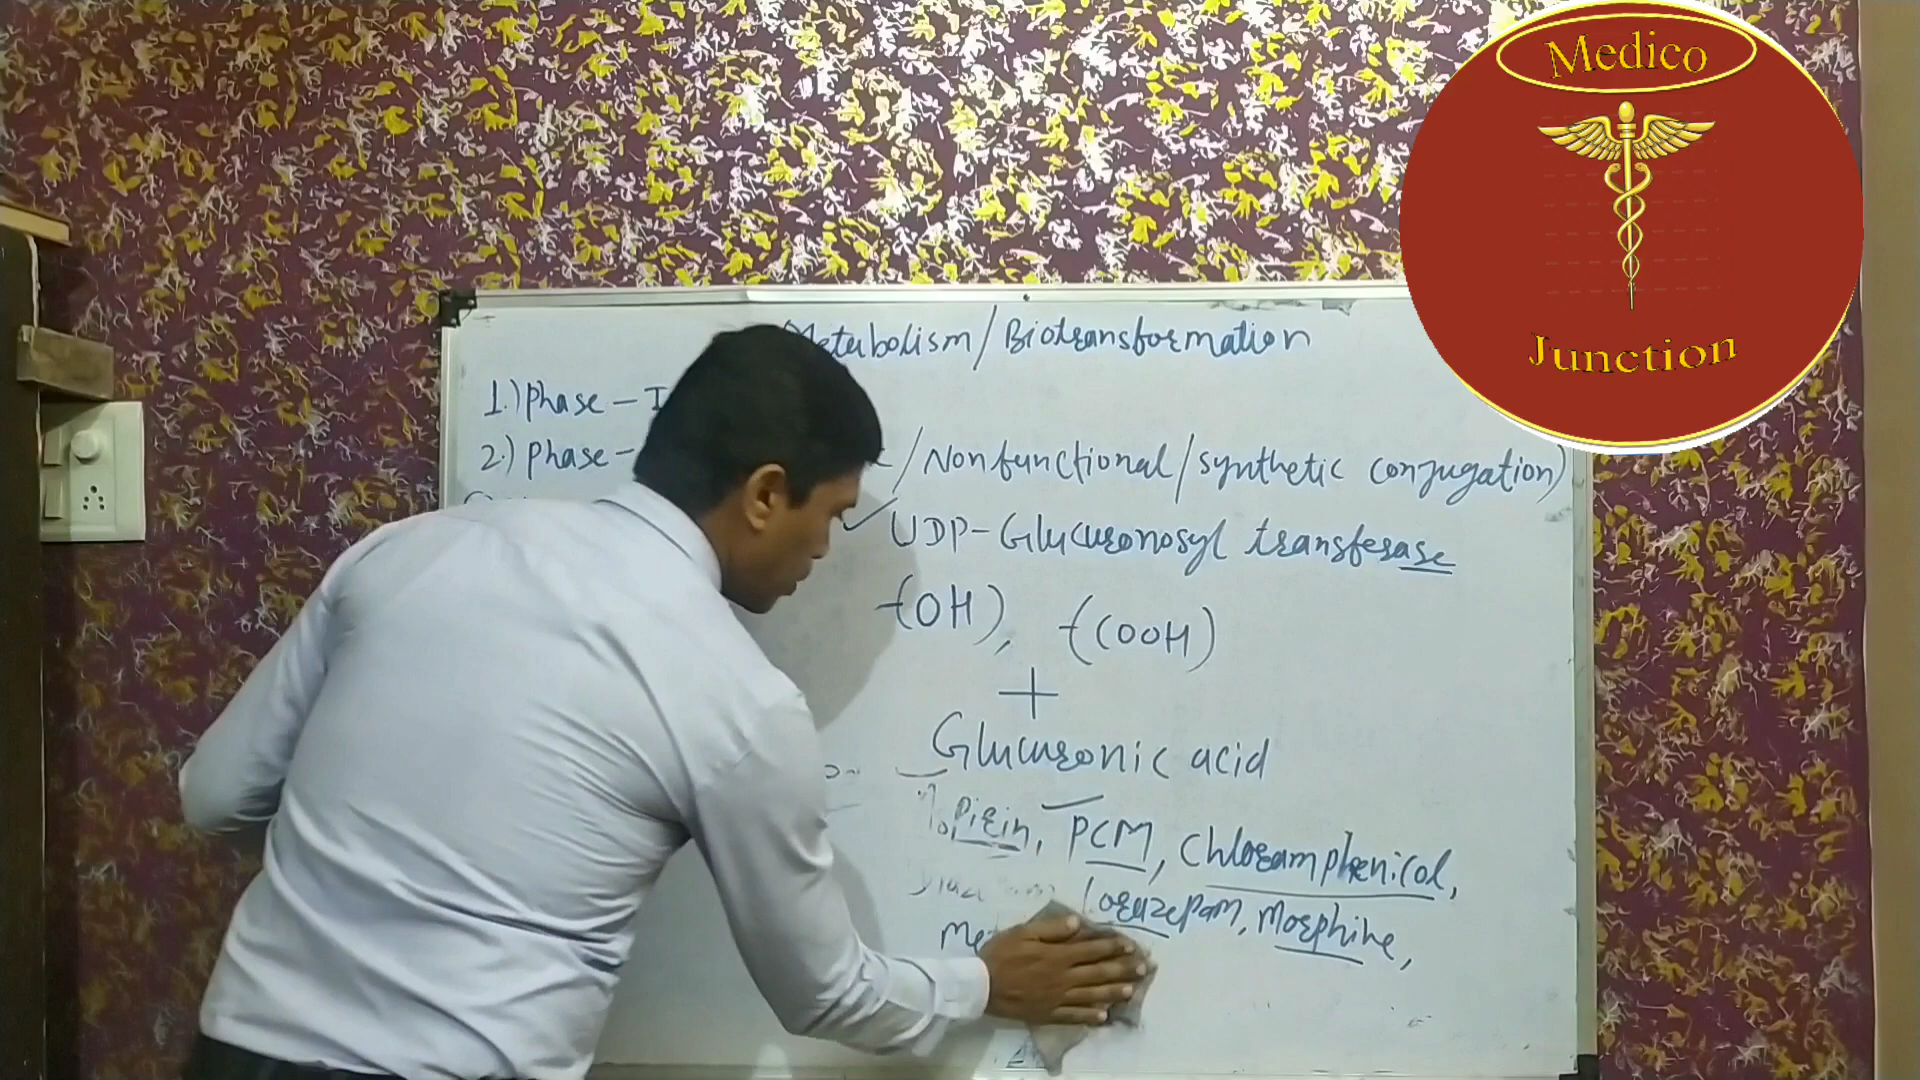 Medico
Junction
Metabolism/Biotransformation
1.) Phase - I
2.) Phase - /Nonfunctional/synthetic conjugation)
UDP-Glucuronosyl transferase
-(OH), -(COOH)
+
Glucuronic acid
PCM, Chloramphenicol,
Lorazepam, Morphine,